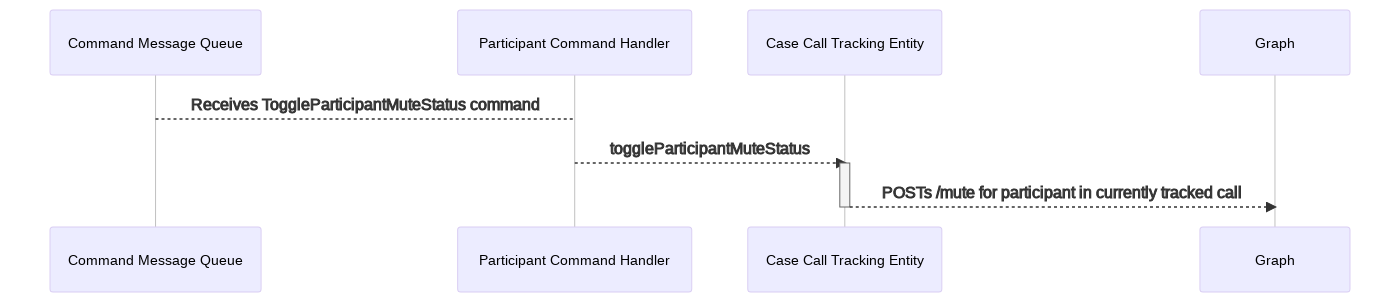 Command Message Queue
Participant Command Handler
Case Call Tracking Entity
Graph
Receives ToggleParticipantMuteStatus command
toggleParticipantMuteStatus
POSTs /mute for participant in currently tracked call
Command Message Queue
Participant Command Handler
Case Call Tracking Entity
Graph